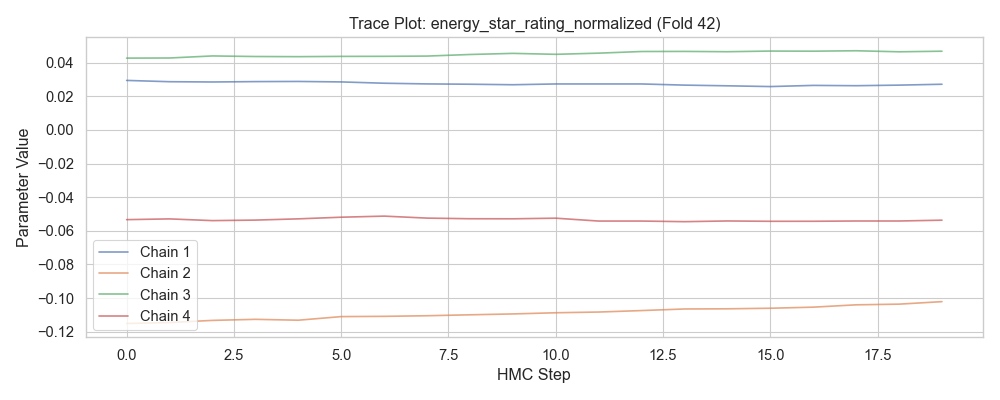 Trace Plot: energy_star_rating_normalized (Fold 42)
Parameter Value
0.04
0.02
0.00
−0.02
−0.04
−0.06
−0.08
−0.10
−0.12
Chain 1
Chain 2
Chain 3
Chain 4
0.0 2.5 5.0 7.5 10.0 12.5 15.0 17.5
HMC Step